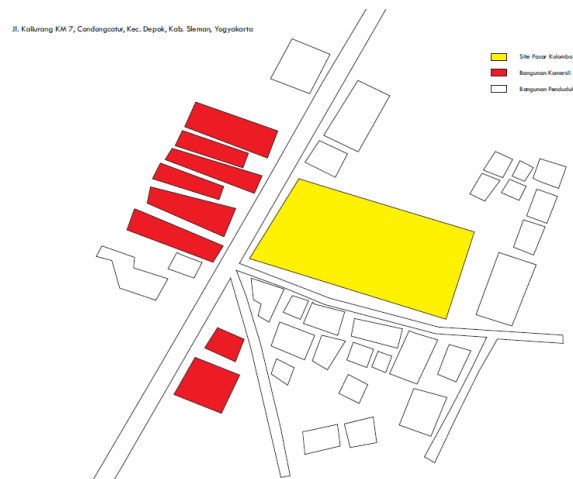 Jl. Kaliurang KM 7, Condongcatur, Kec. Depok, Kab. Sleman, Yogyakarta
Site Pasar Kolombo
Bangunan Komersil
Bangunan Penduduk